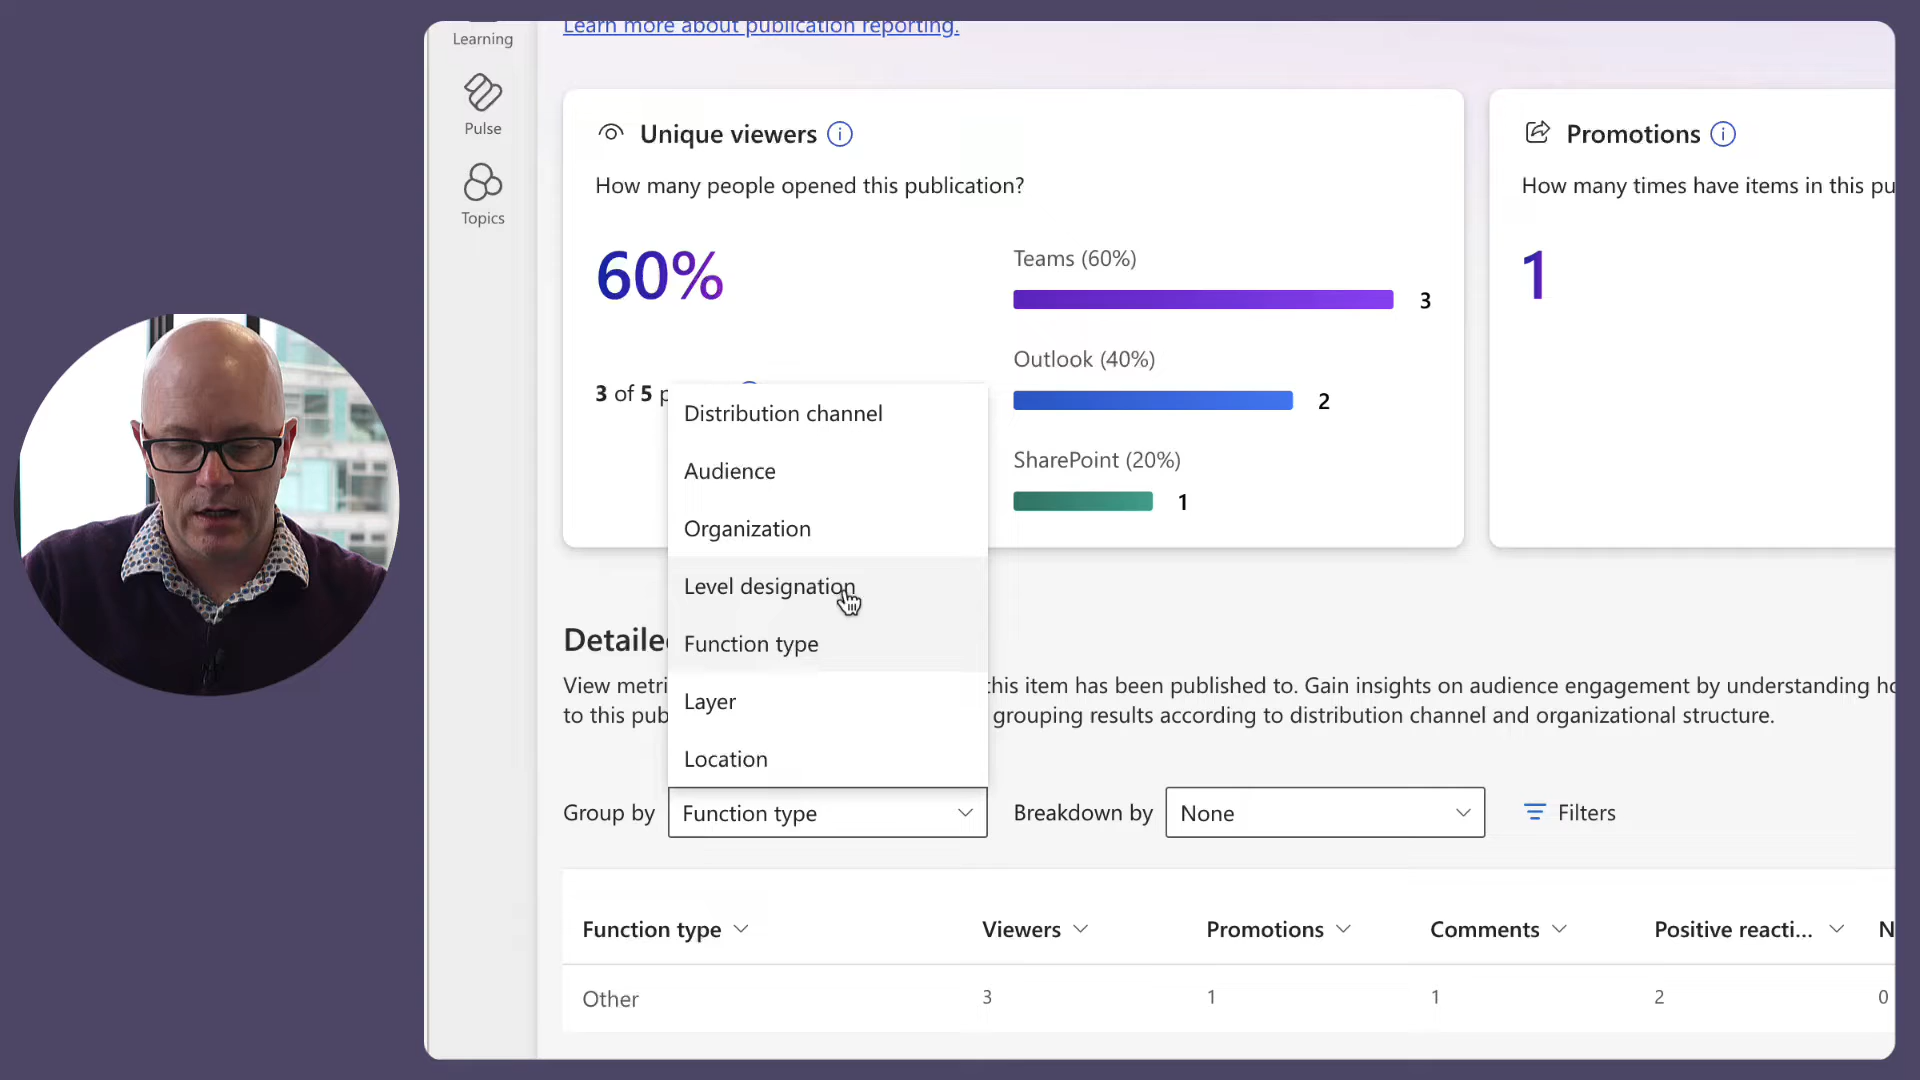 Learning
Learn more about publication reporting.
Pulse
Topics
Unique viewers
How many people opened this publication?
60%
3 of 5
Teams (60%)
3
Outlook (40%)
2
SharePoint (20%)
1
Promotions
How many times have items in this pu
1
Distribution channel
Audience
Organization
Level designation
Function type
Layer
Location
Detailed
View metri this item has been published to. Gain insights on audience engagement by understanding ho
to this pub grouping results according to distribution channel and organizational structure.
Group by Function type Breakdown by None Filters
Function type Viewers Promotions Comments Positive reacti... N
Other 3 1 1 2 0